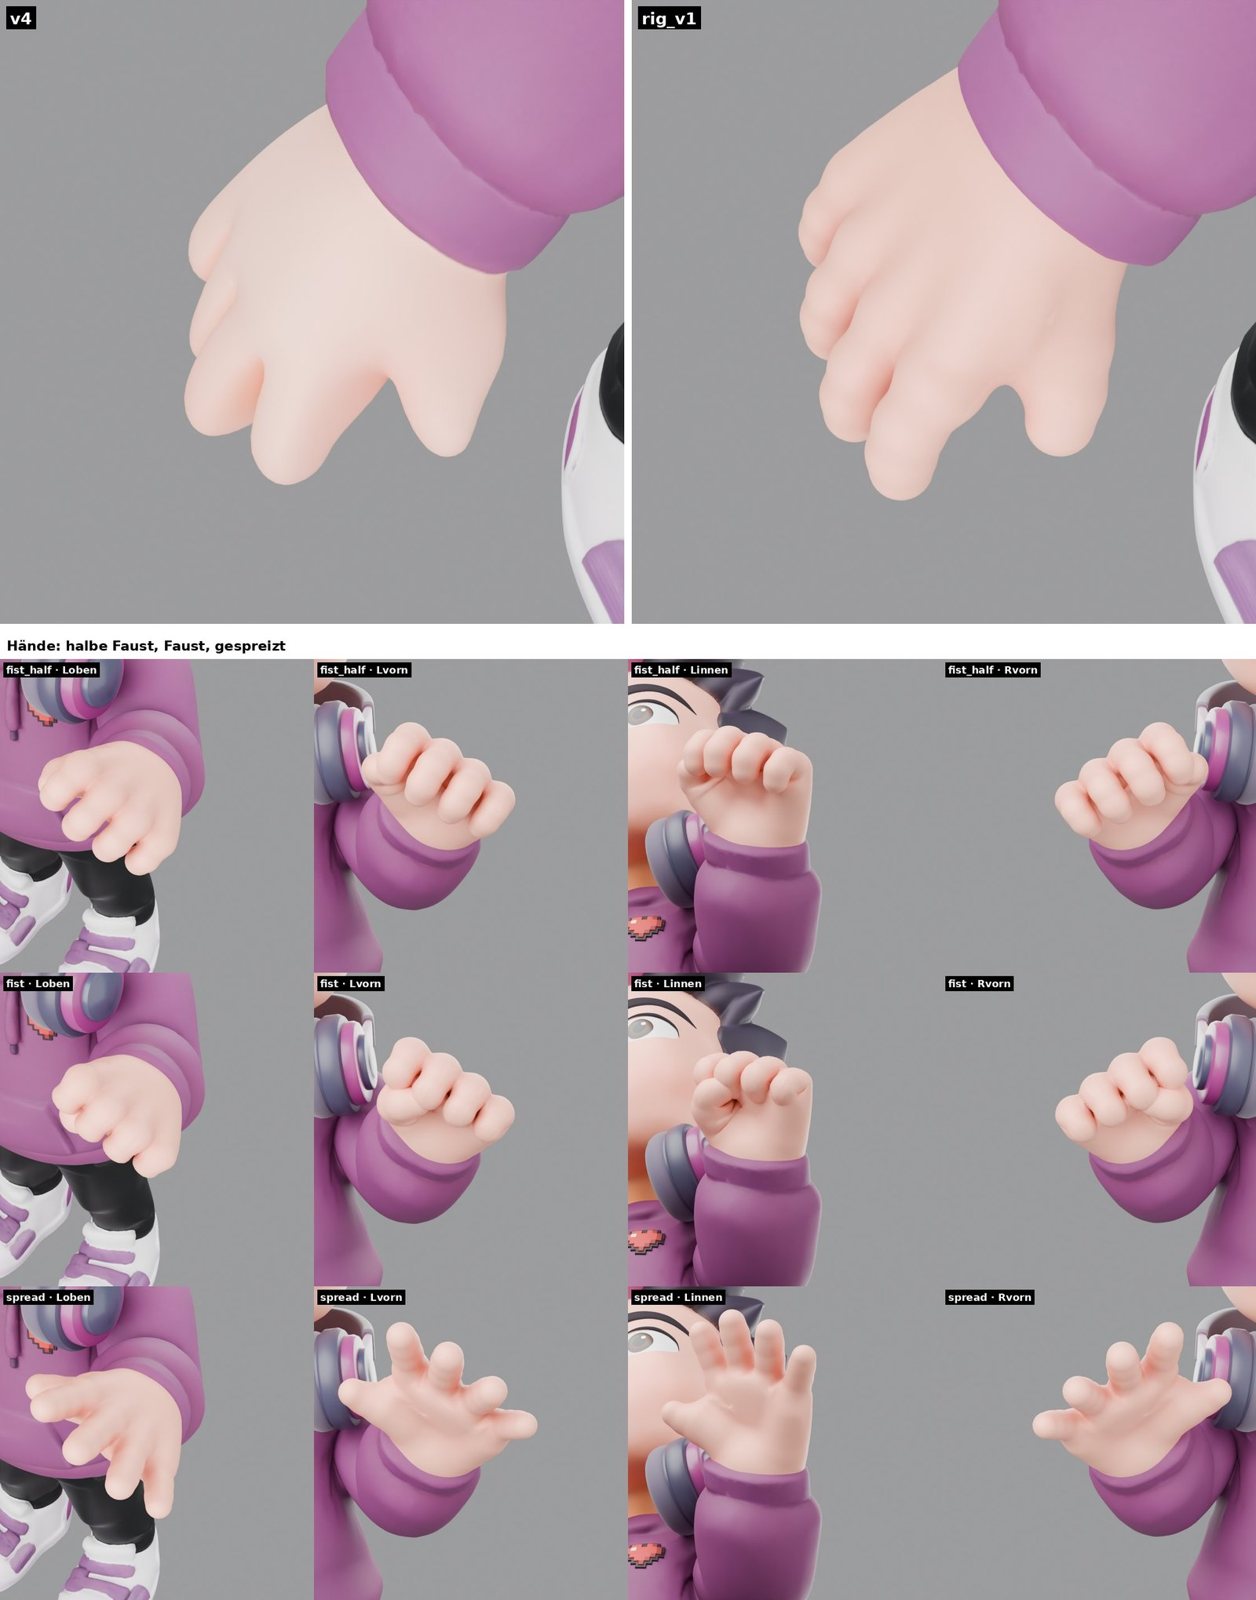 v4
rig_v1
Hände: halbe Faust, Faust, gespreizt
fist_half · Loben
fist_half · Lvorn
fist_half · Linnen
fist_half · Rvorn
fist · Loben
fist · Lvorn
fist · Linnen
fist · Rvorn
spread · Loben
spread · Lvorn
spread · Linnen
spread · Rvorn